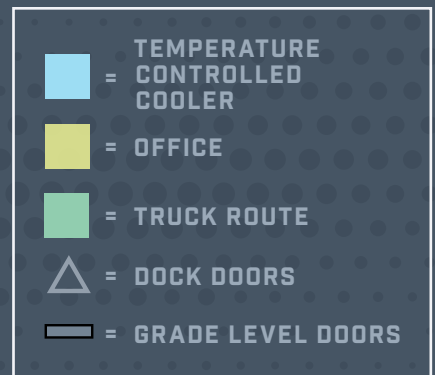 = TEMPERATURE
CONTROLLED
COOLER
= OFFICE
= TRUCK ROUTE
= DOCK DOORS
= GRADE LEVEL DOORS